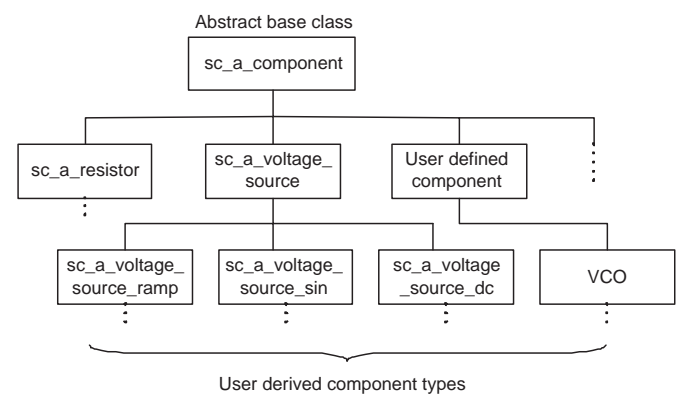 Abstract base class
sc_a_component
sc_a_resistor
sc_a_voltage_
source
User defined
component
sc_a_voltage_
source_ramp
sc_a_voltage_
source_sin
sc_a_voltage
_source_dc
VCO
User derived component types